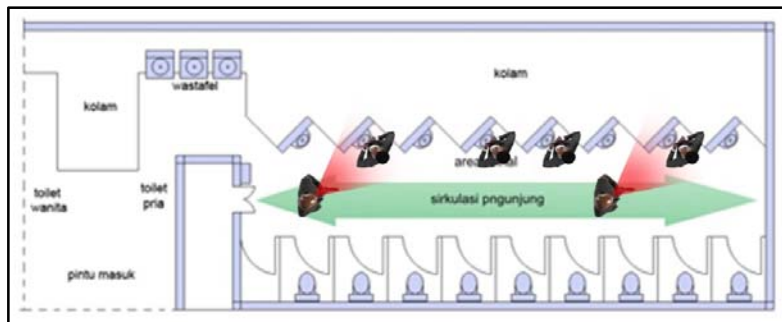 kolam
wastafel
kolam
toilet
wanita
toilet
pria
sirkulasi pngunjung
pintu masuk